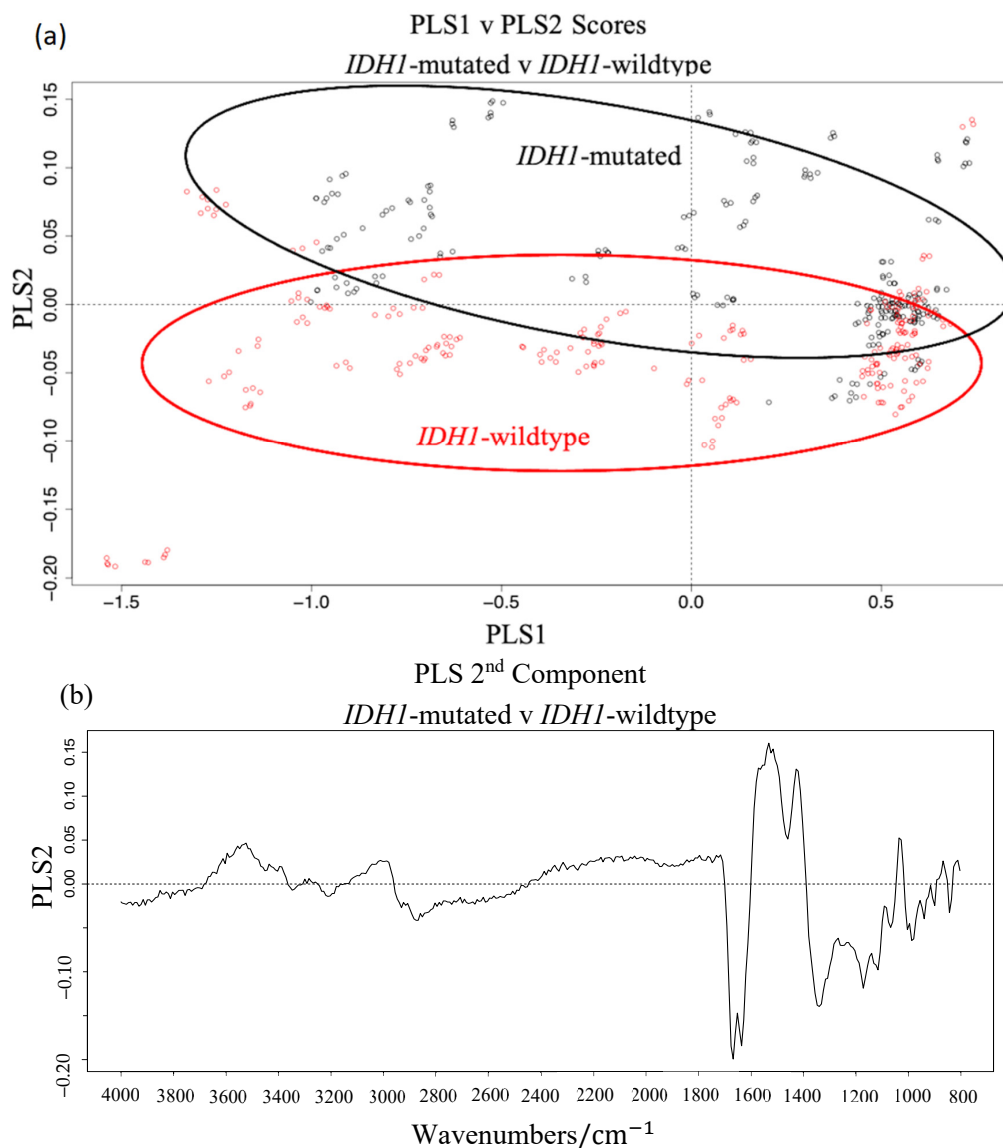 (a)
PLS1 v PLS2 Scores
IDH1-mutated v IDH1-wildtype
PLS2
0.15
0.10
0.05
0.00
−0.05
−0.10
−0.15
−0.20
IDH1-mutated
IDH1-wildtype
−1.5 −1.0 −0.5 0.0 0.5
PLS1
(b)
PLS 2nd Component
IDH1-mutated v IDH1-wildtype
PLS2
0.15
0.10
0.05
0.00
−0.10
−0.20
4000 3800 3600 3400 3200 3000 2800 2600 2400 2200 2000 1800 1600 1400 1200 1000 800
Wavenumbers/cm⁻¹